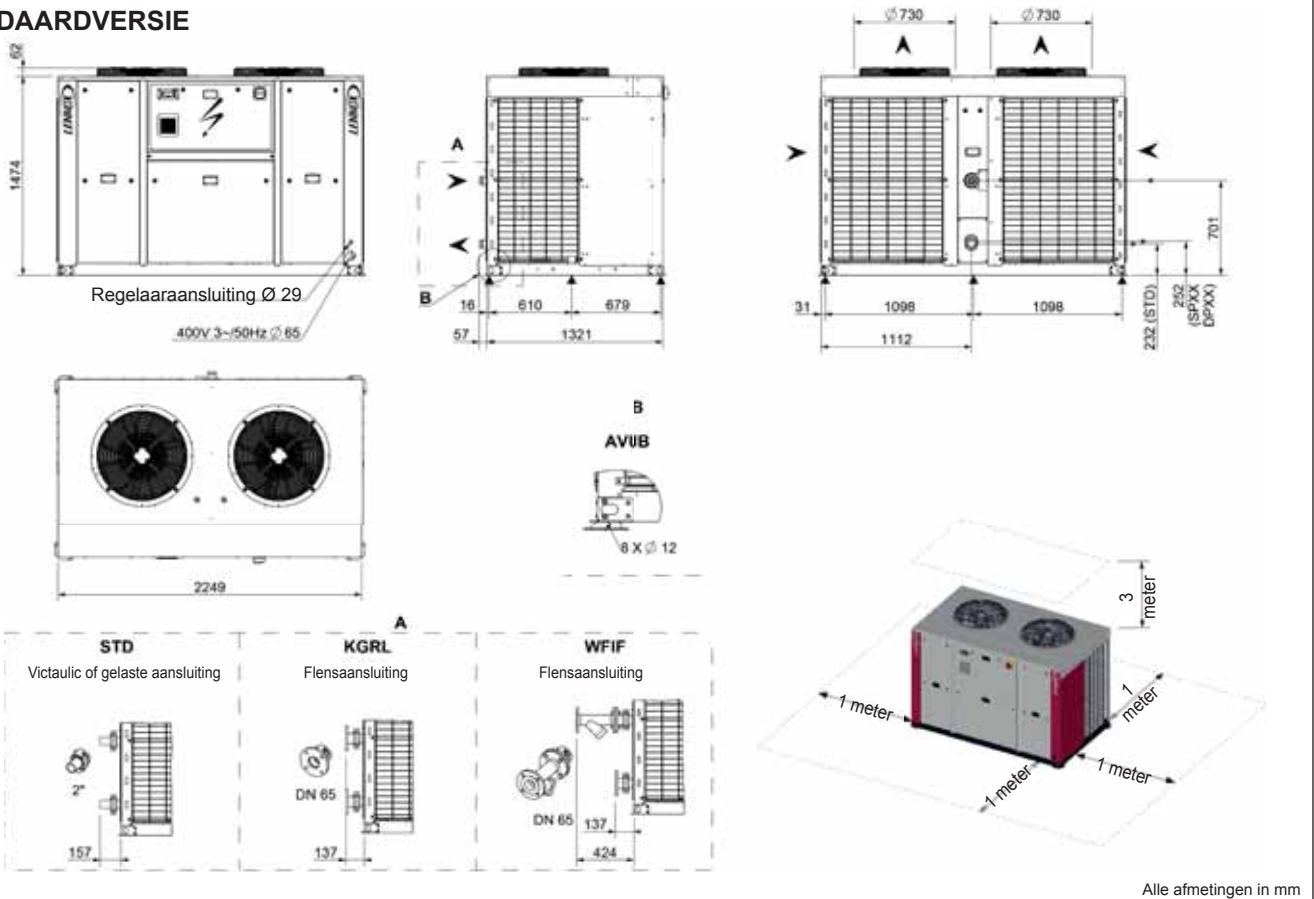 DAARDVERSIE
62
1474
LENNOX
LENNOX
Regelaaraansluiting Ø 29
400V 3~/50Hz Ø 65
A
B
16
610
679
57
1321
Ø 730
Ø 730
31
1098
1098
1112
701
232 (STD)
252
(SPXX
DPXX)
2249
B
AVIB
8 X Ø 12
A
STD
Victaulic of gelaste aansluiting
2"
157
KGRL
Flensaansluiting
DN 65
137
WFIF
Flensaansluiting
DN 65
137
424
3
meter
1 meter
1
meter
1 meter
1 meter
Alle afmetingen in mm